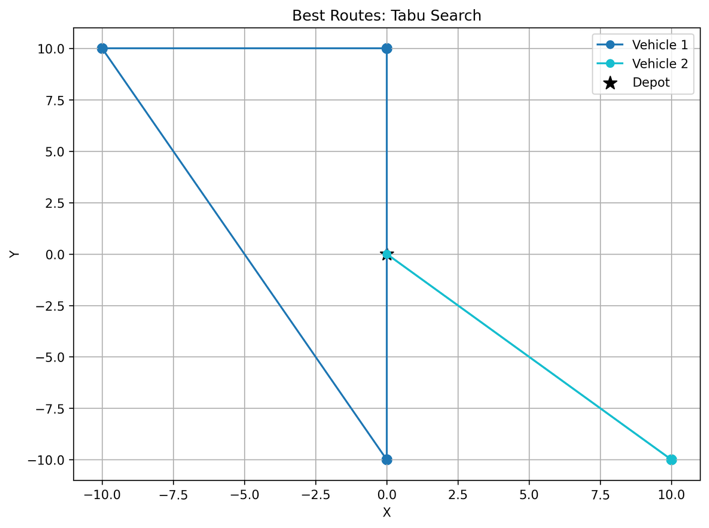 Best Routes: Tabu Search
Vehicle 1
Vehicle 2
Depot
10.0
7.5
5.0
2.5
0.0
−2.5
−5.0
−7.5
−10.0
Y
−10.0 −7.5 −5.0 −2.5 0.0 2.5 5.0 7.5 10.0
X